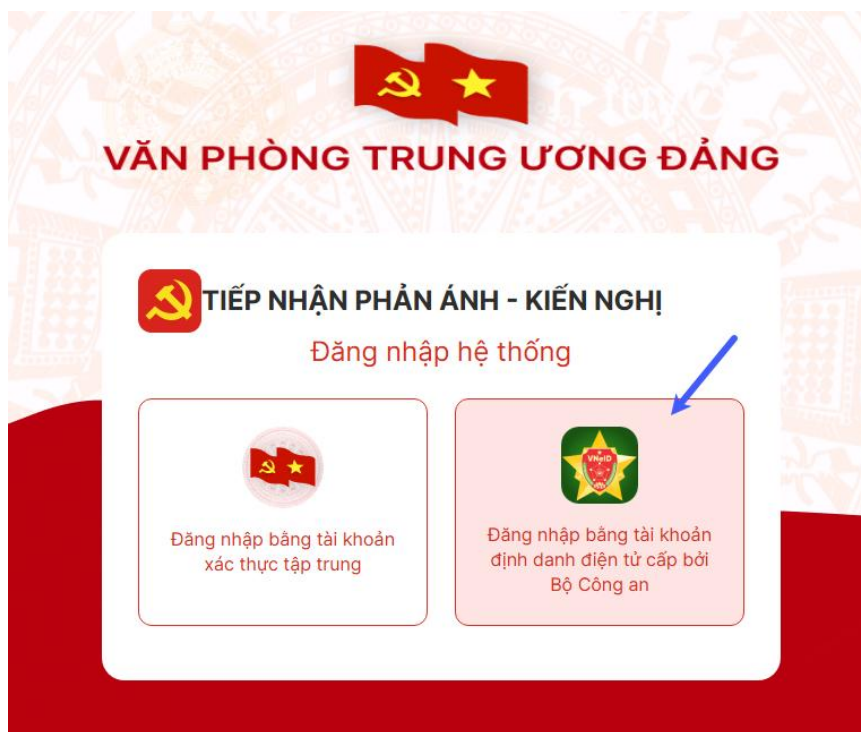 VĂN PHÒNG TRUNG ƯƠNG ĐẢNG
TIẾP NHẬN PHẢN ÁNH - KIẾN NGHỊ
Đăng nhập hệ thống
Đăng nhập bằng tài khoản
xác thực tập trung
VNeID
Đăng nhập bằng tài khoản
định danh điện tử cấp bởi
Bộ Công an